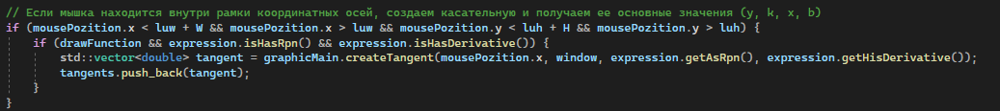 // Если мышка находится внутри рамки координатных осей, создаем касательную и получаем ее основные значения (y, k, x, b)
if (mousePozition.x < luw + W && mousePozition.x > luw && mousePozition.y < luh + H && mousePozition.y > luh) {
    if (drawFunction && expression.isHasRpn() && expression.isHasDerivative()) {
        std::vector<double> tangent = graphicMain.createTangent(mousePozition.x, window, expression.getAsRpn(), expression.getHisDerivative());
        tangents.push_back(tangent);
    }
}